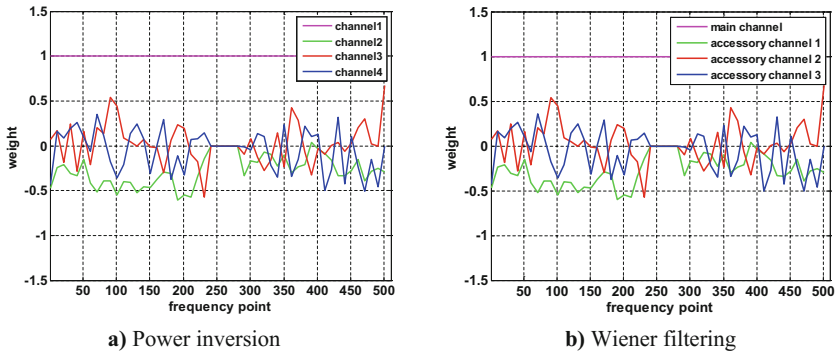 1.5
1
0.5
0
-0.5
-1
-1.5
weight
channel1
channel2
channel3
channel4
50 100 150 200 250 300 350 400 450 500
frequency point
a) Power inversion
1.5
1
0.5
0
-0.5
-1
-1.5
weight
main channel
accessory channel 1
accessory channel 2
accessory channel 3
50 100 150 200 250 300 350 400 450 500
frequency point
b) Wiener filtering